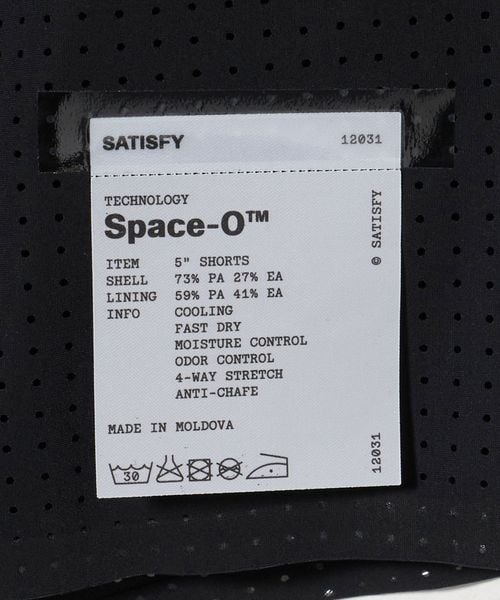 SATISFY 12031
TECHNOLOGY
Space-O™
ITEM 5" SHORTS
SHELL 73% PA 27% EA
LINING 59% PA 41% EA
INFO COOLING
FAST DRY
MOISTURE CONTROL
ODOR CONTROL
4-WAY STRETCH
ANTI-CHAFE
MADE IN MOLDOVA
30
© SATISFY
12031